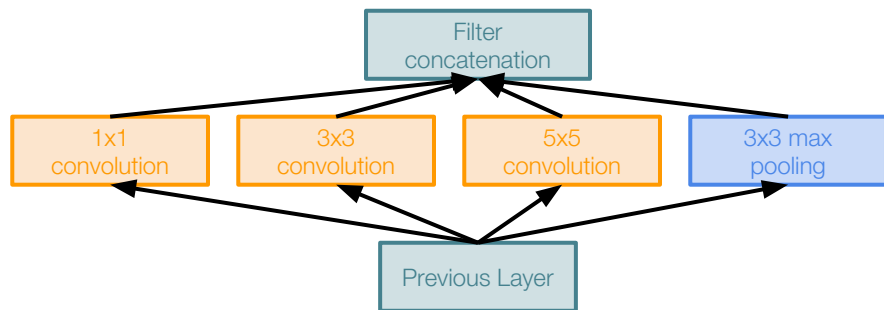 Filter
concatenation
1x1
convolution
3x3
convolution
5x5
convolution
3x3 max
pooling
Previous Layer